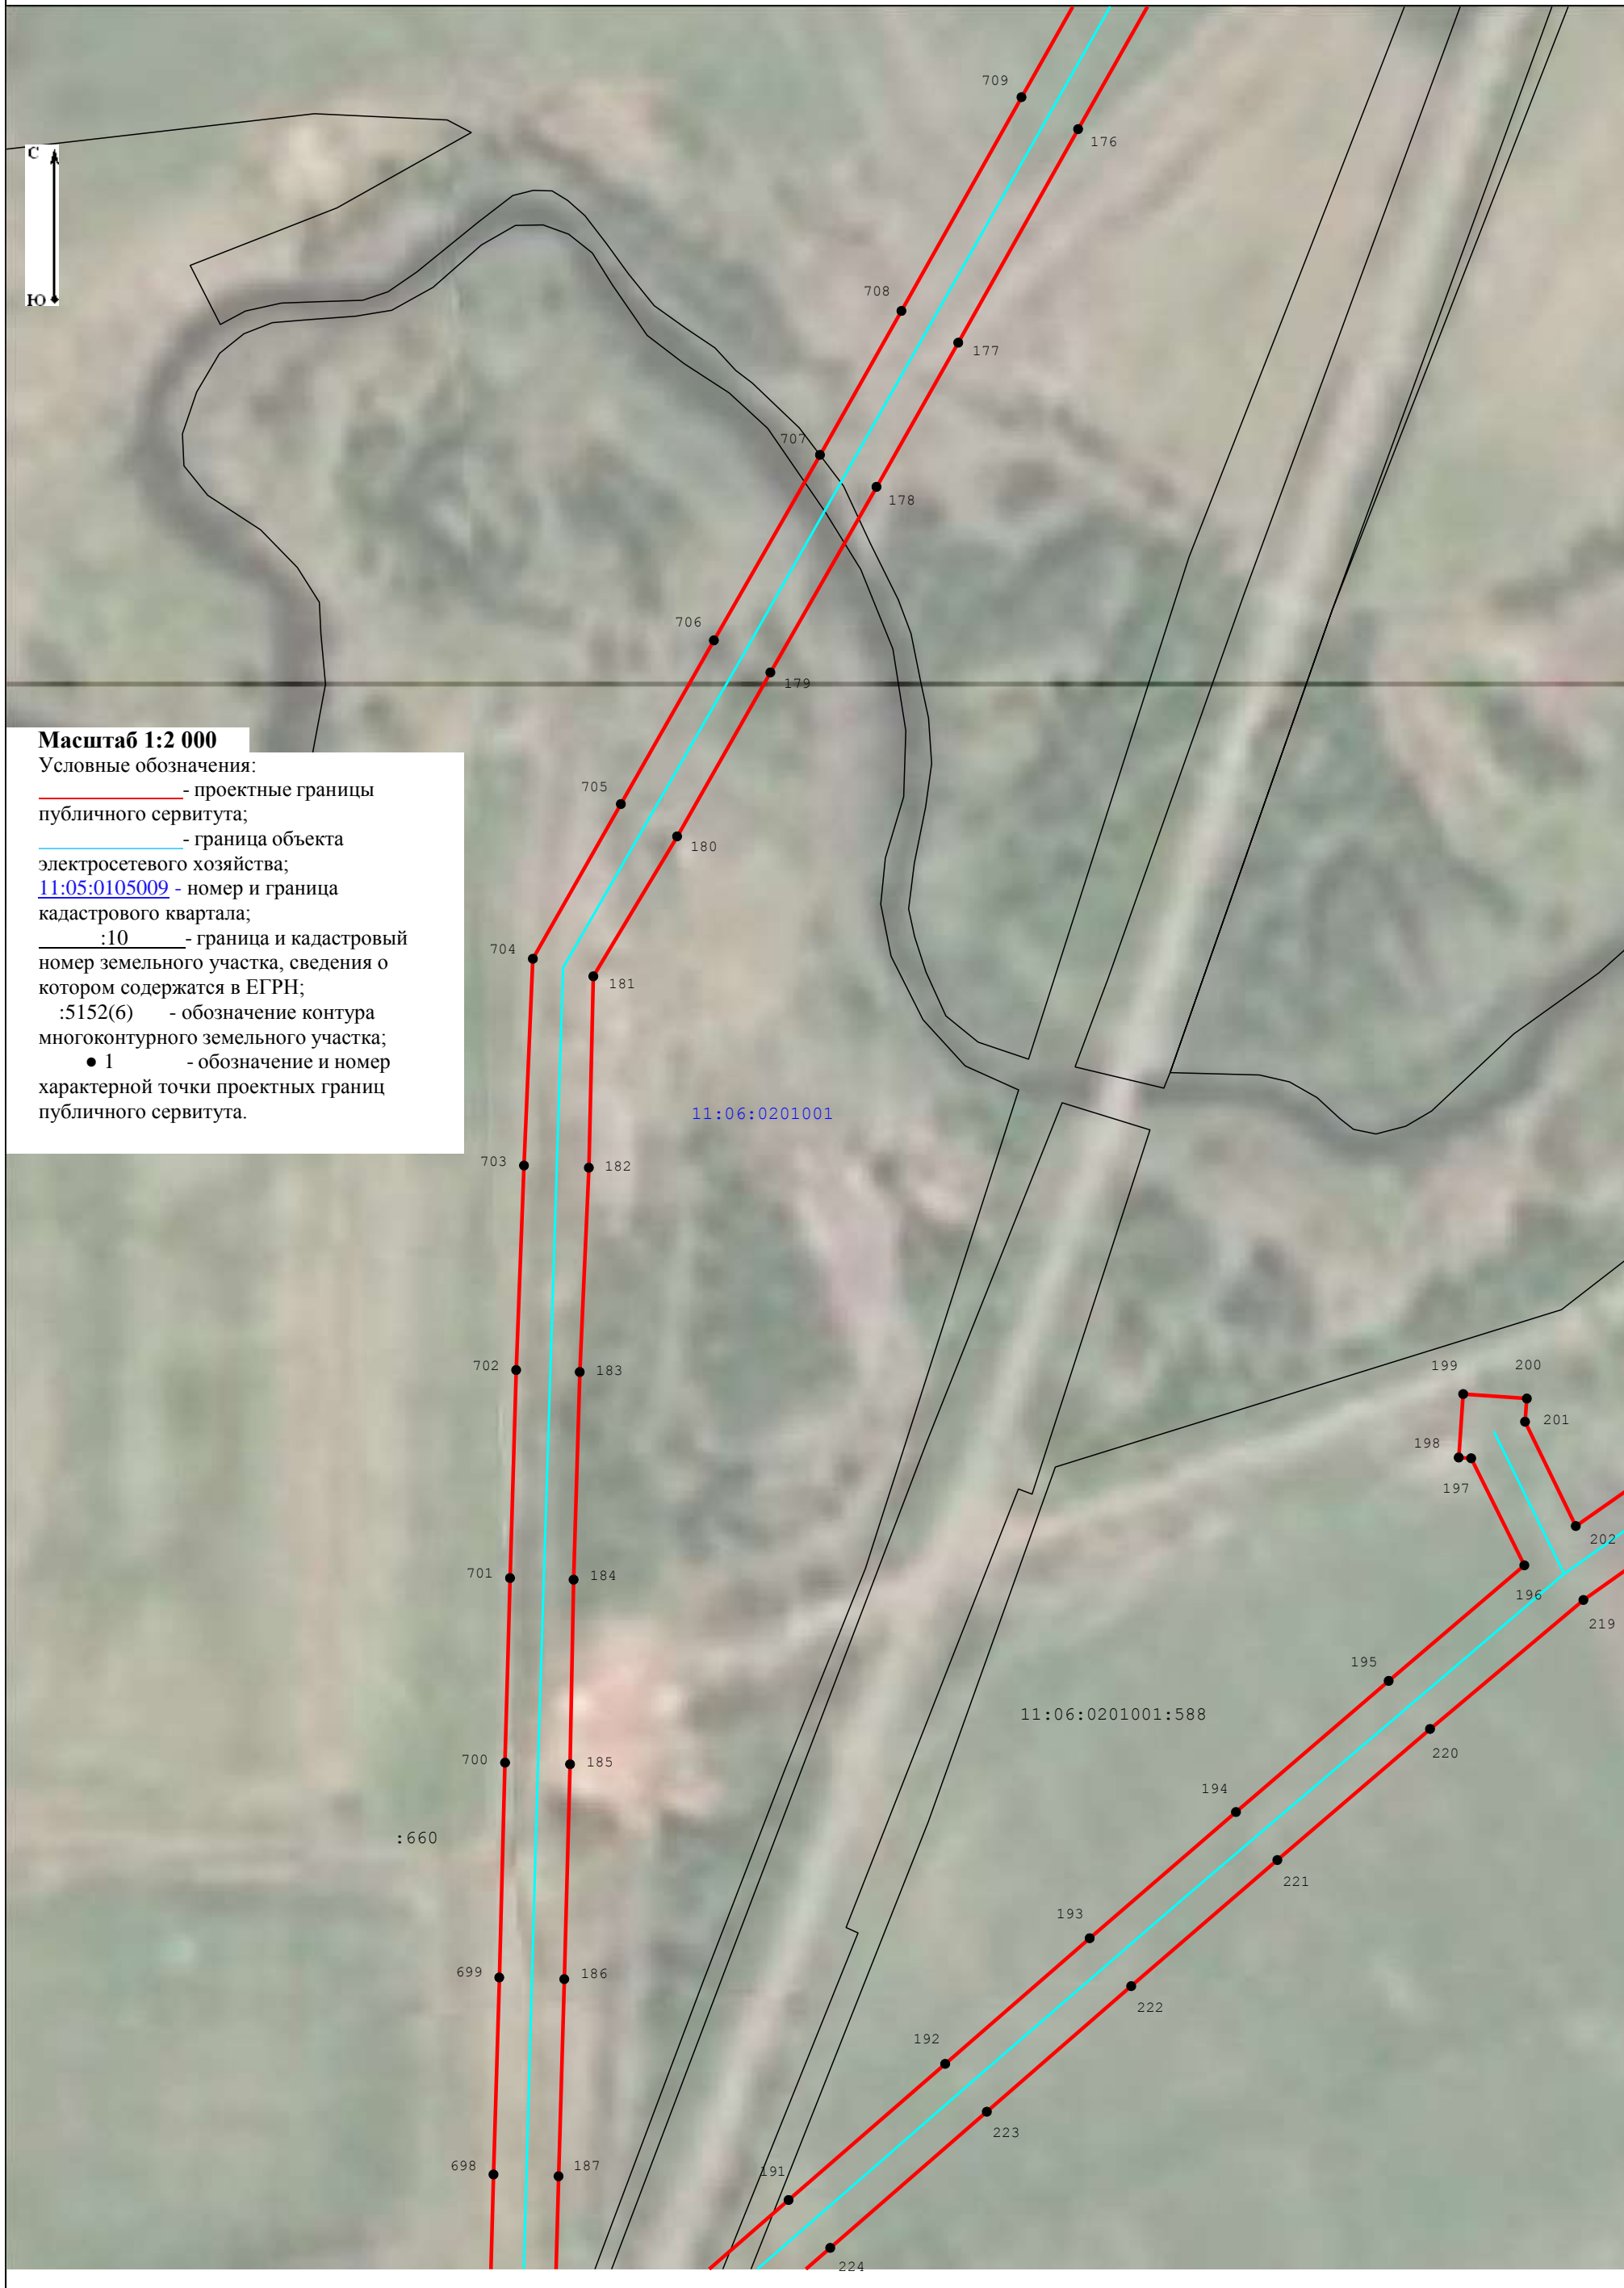 709
176
С
Ю
708
177
707
178
706
179
Масштаб 1:2 000
Условные обозначения:
- проектные границы
публичного сервитута;
- граница объекта
электросетевого хозяйства;
11:05:0105009 - номер и граница
кадастрового квартала;
:10 - граница и кадастровый
номер земельного участка, сведения о
котором содержатся в ЕГРН;
:5152(6) - обозначение контура
многоконтурного земельного участка;
● 1 - обозначение и номер
характерной точки проектных границ
публичного сервитута.
705
180
704
181
11:06:0201001
703
182
702
183
199
200
201
198
197
202
701
184
196
219
195
11:06:0201001:588
220
700
185
194
:660
221
193
699
186
222
192
223
698
187
191
224